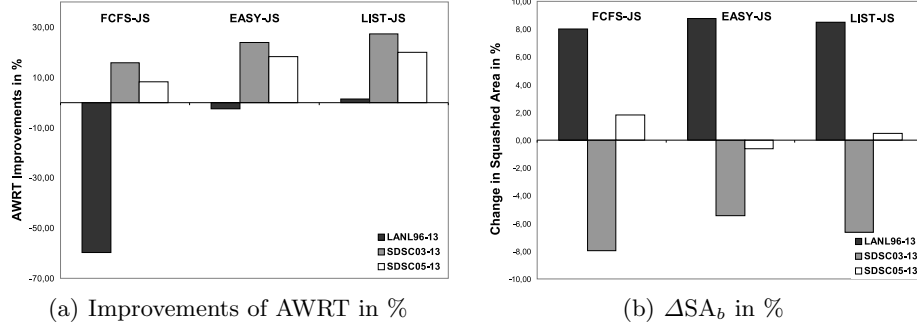 FCFS-JS EASY-JS LIST-JS
30,00
10,00
-10,00
-30,00
-50,00
-70,00
AWRT Improvements in %
LANL96-13
SDSC03-13
SDSC05-13
(a) Improvements of AWRT in %
FCFS-JS EASY-JS LIST-JS
10,00
8,00
6,00
4,00
2,00
0,00
-2,00
-4,00
-6,00
-8,00
-10,00
Change in Squashed Area in %
LANL96-13
SDSC03-13
SDSC05-13
(b) ΔSA_b in %